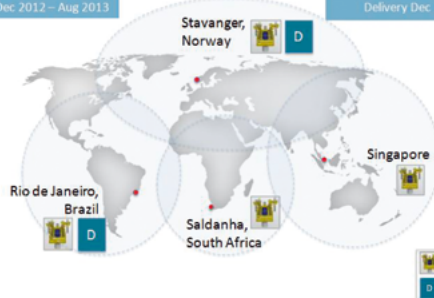 Dec 2012 – Aug 2013
Delivery Dec
Stavanger,
Norway
D
Singapore
Rio de Janeiro,
Brazil
D
Saldanha,
South Africa
D